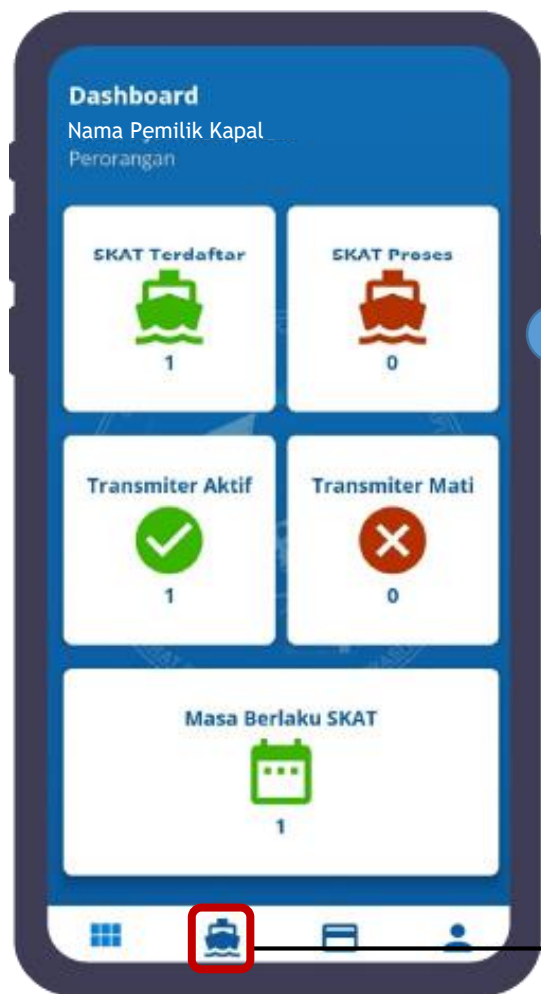 Dashboard
Nama Pemilik Kapal
Perorangan
SKAT Terdaftar
1
SKAT Proses
0
Transmiter Aktif
1
Transmiter Mati
0
Masa Berlaku SKAT
1